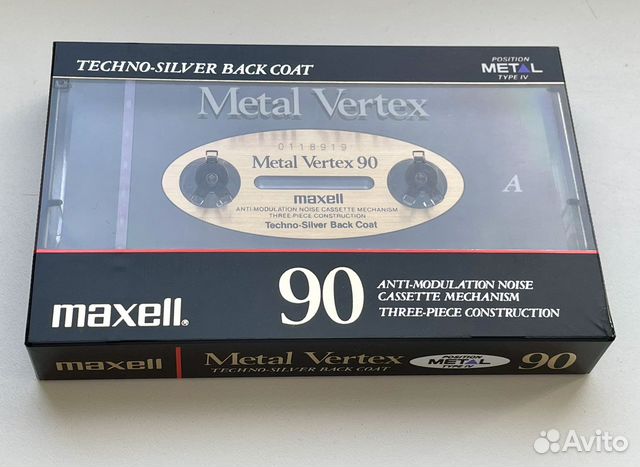 TECHNO-SILVER BACK COAT
POSITION
METAL
TYPE IV
Metal Vertex
0118919
Metal Vertex 90
maxell
ANTI-MODULATION NOISE CASSETTE MECHANISM
THREE-PIECE CONSTRUCTION
Techno-Silver Back Coat
A
maxell®
90
ANTI-MODULATION NOISE
CASSETTE MECHANISM
THREE-PIECE CONSTRUCTION
maxell
Metal Vertex
TECHNO-SILVER BACK COAT
POSITION
METAL
TYPE IV
90
Avito